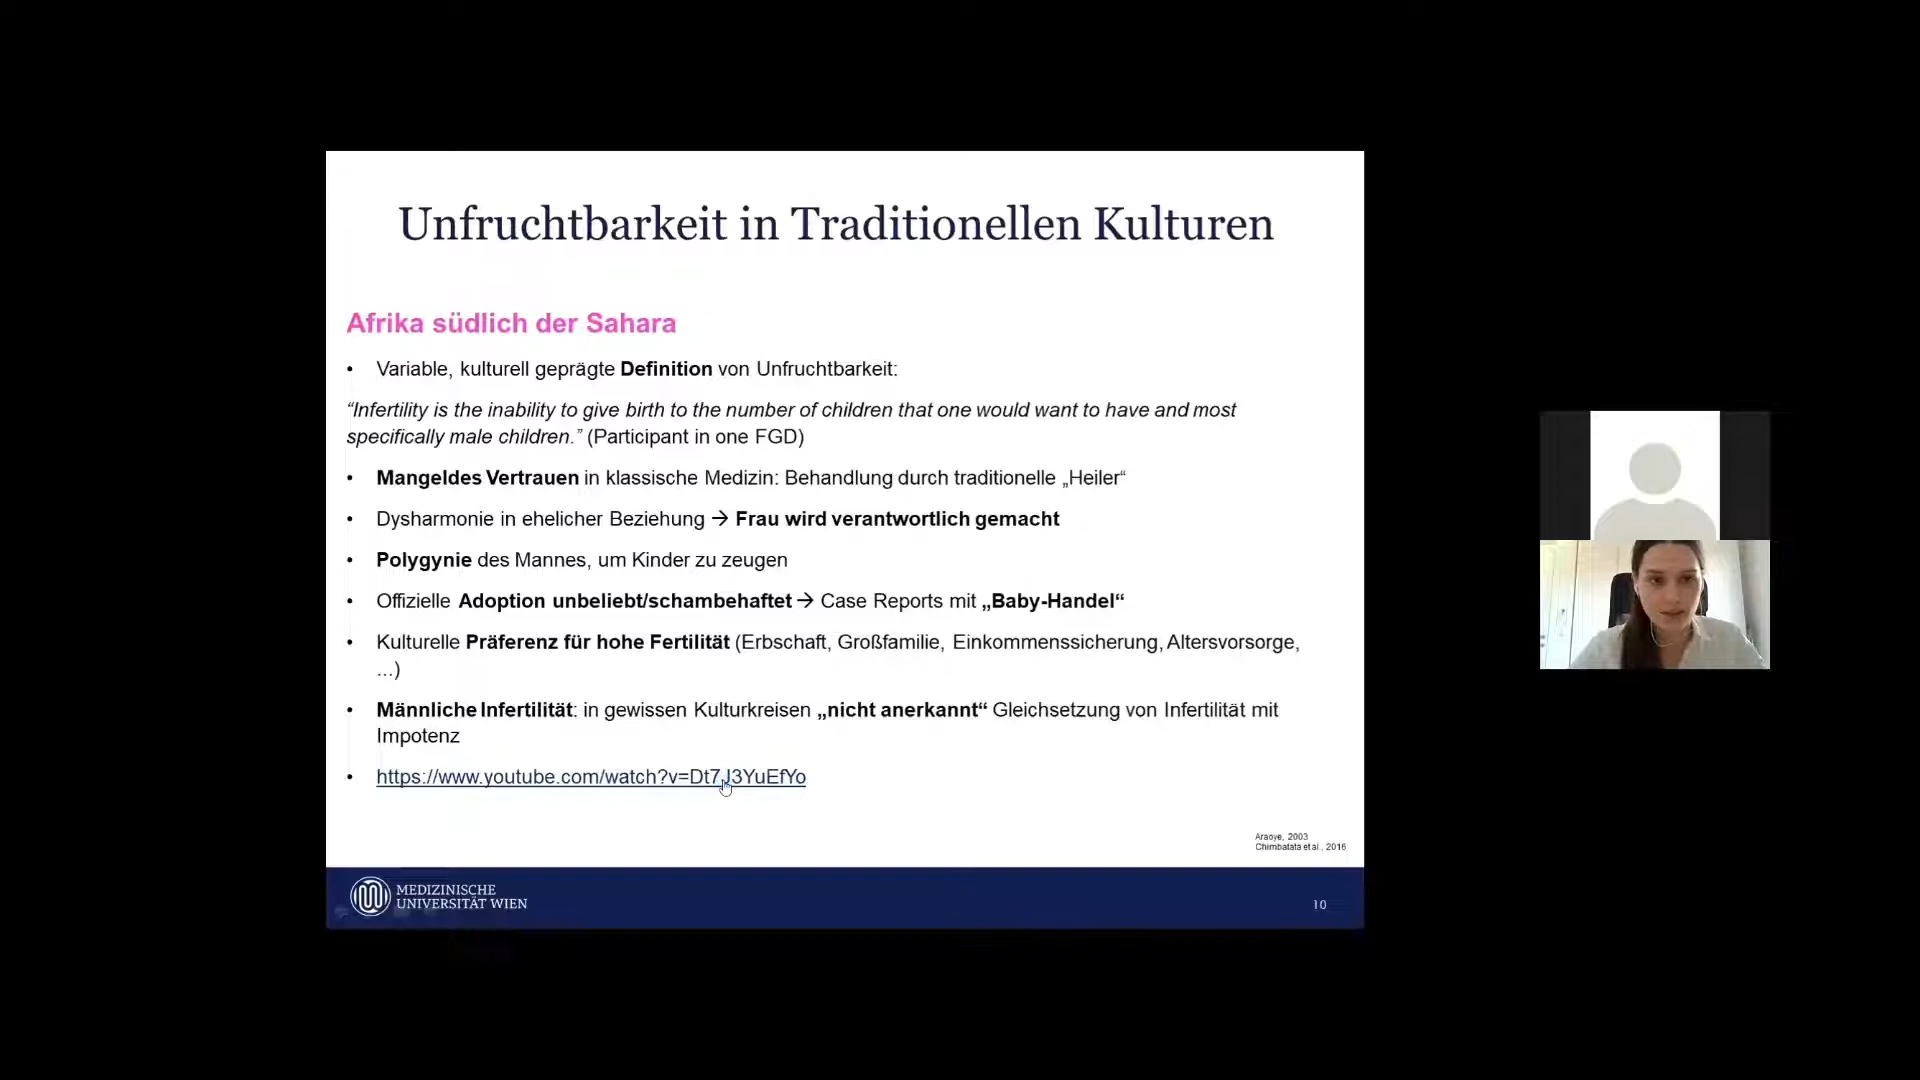 Unfruchtbarkeit in Traditionellen Kulturen
Afrika südlich der Sahara
• Variable, kulturell geprägte Definition von Unfruchtbarkeit:
“Infertility is the inability to give birth to the number of children that one would want to have and most
specifically male children.” (Participant in one FGD)
• Mangeldes Vertrauen in klassische Medizin: Behandlung durch traditionelle „Heiler“
• Dysharmonie in ehelicher Beziehung → Frau wird verantwortlich gemacht
• Polygynie des Mannes, um Kinder zu zeugen
• Offizielle Adoption unbeliebt/schambehaftet → Case Reports mit „Baby-Handel“
• Kulturelle Präferenz für hohe Fertilität (Erbschaft, Großfamilie, Einkommenssicherung, Altersvorsorge,
...)
• Männliche Infertilität: in gewissen Kulturkreisen „nicht anerkannt“ Gleichsetzung von Infertilität mit
Impotenz
• https://www.youtube.com/watch?v=Dt7J3YuEfYo
Araoye, 2003
Chimbatata et al., 2016
MEDIZINISCHE
UNIVERSITÄT WIEN
10